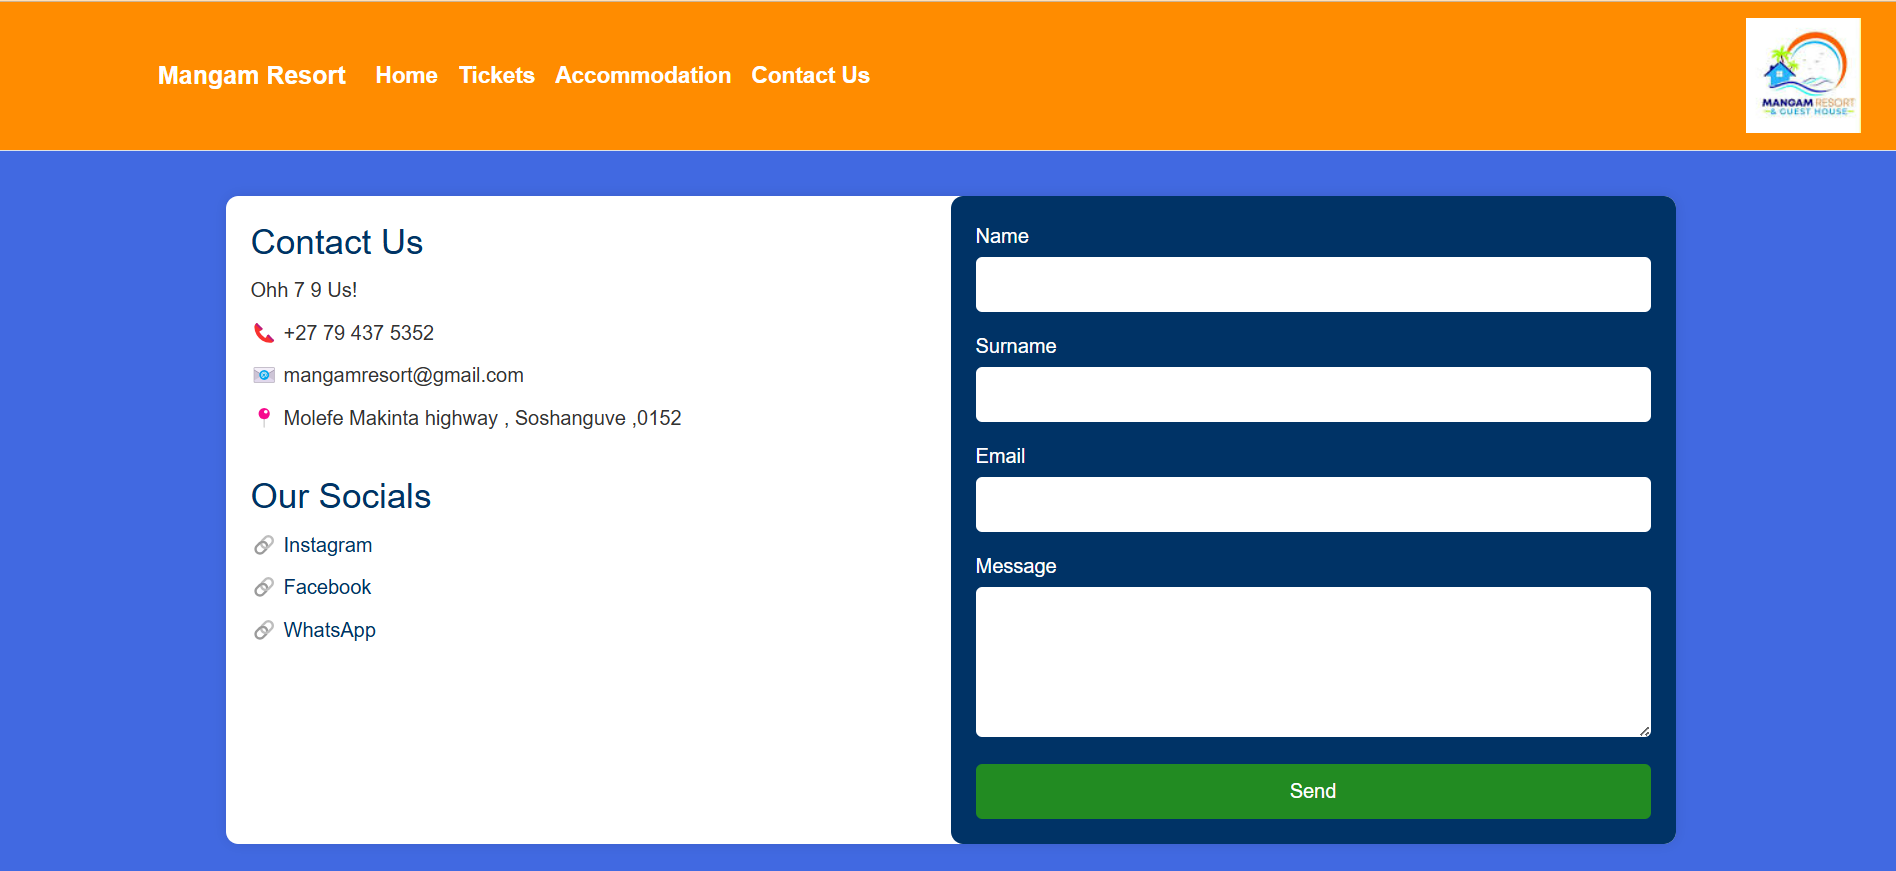 Mangam Resort Home Tickets Accommodation Contact Us
MANGAM RESORT
& GUEST HOUSE
Contact Us
Ohh 7 9 Us!
+27 79 437 5352
mangamresort@gmail.com
Molefe Makinta highway , Soshanguve ,0152
Our Socials
Instagram
Facebook
WhatsApp
Name
Surname
Email
Message
Send